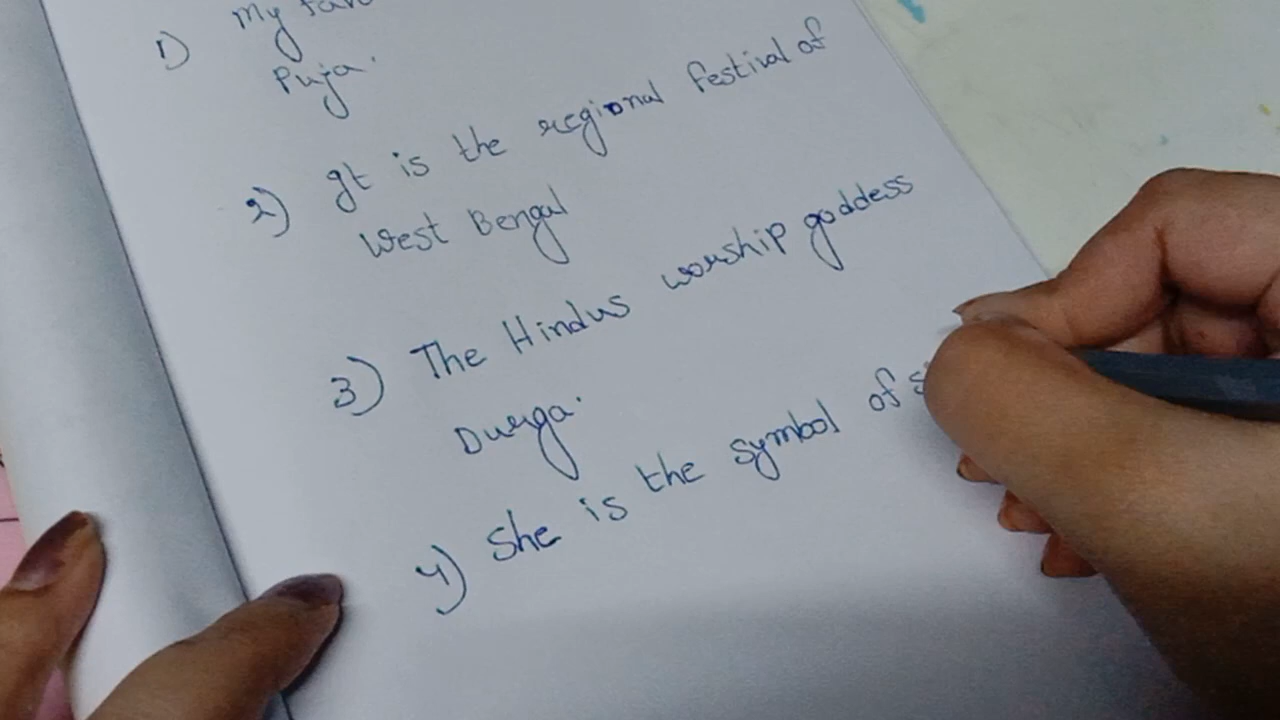 1) My
Puja.
2) It is the regional festival of
West Bengal
3) The Hindus worship goddess
Durga.
4) She is the symbol of